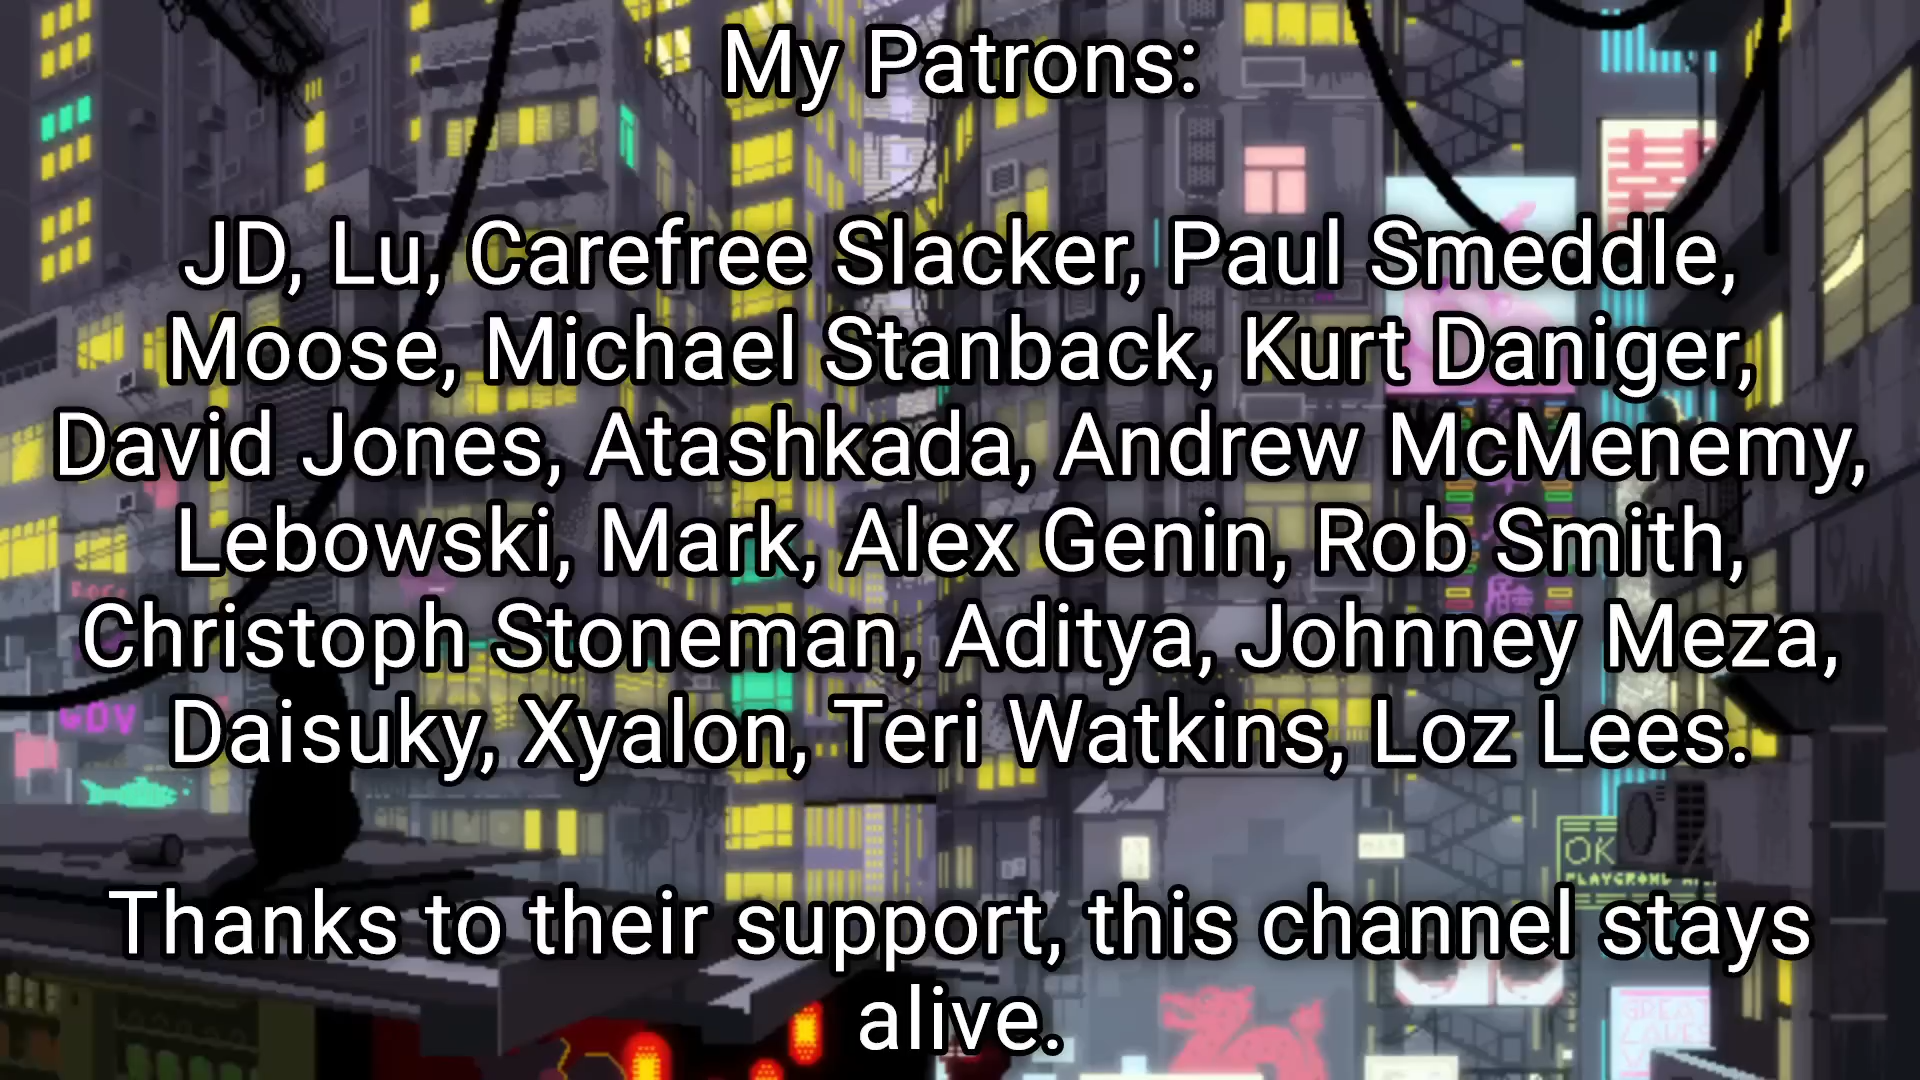 My Patrons:
JD, Lu, Carefree Slacker, Paul Smeddle,
Moose, Michael Stanback, Kurt Daniger,
David Jones, Atashkada, Andrew McMenemy,
Lebowski, Mark, Alex Genin, Rob Smith,
Christoph Stoneman, Aditya, Johnney Meza,
Daisuky, Xyalon, Teri Watkins, Loz Lees.
Thanks to their support, this channel stays
alive.
OK
PLAYGROUND
GREAT